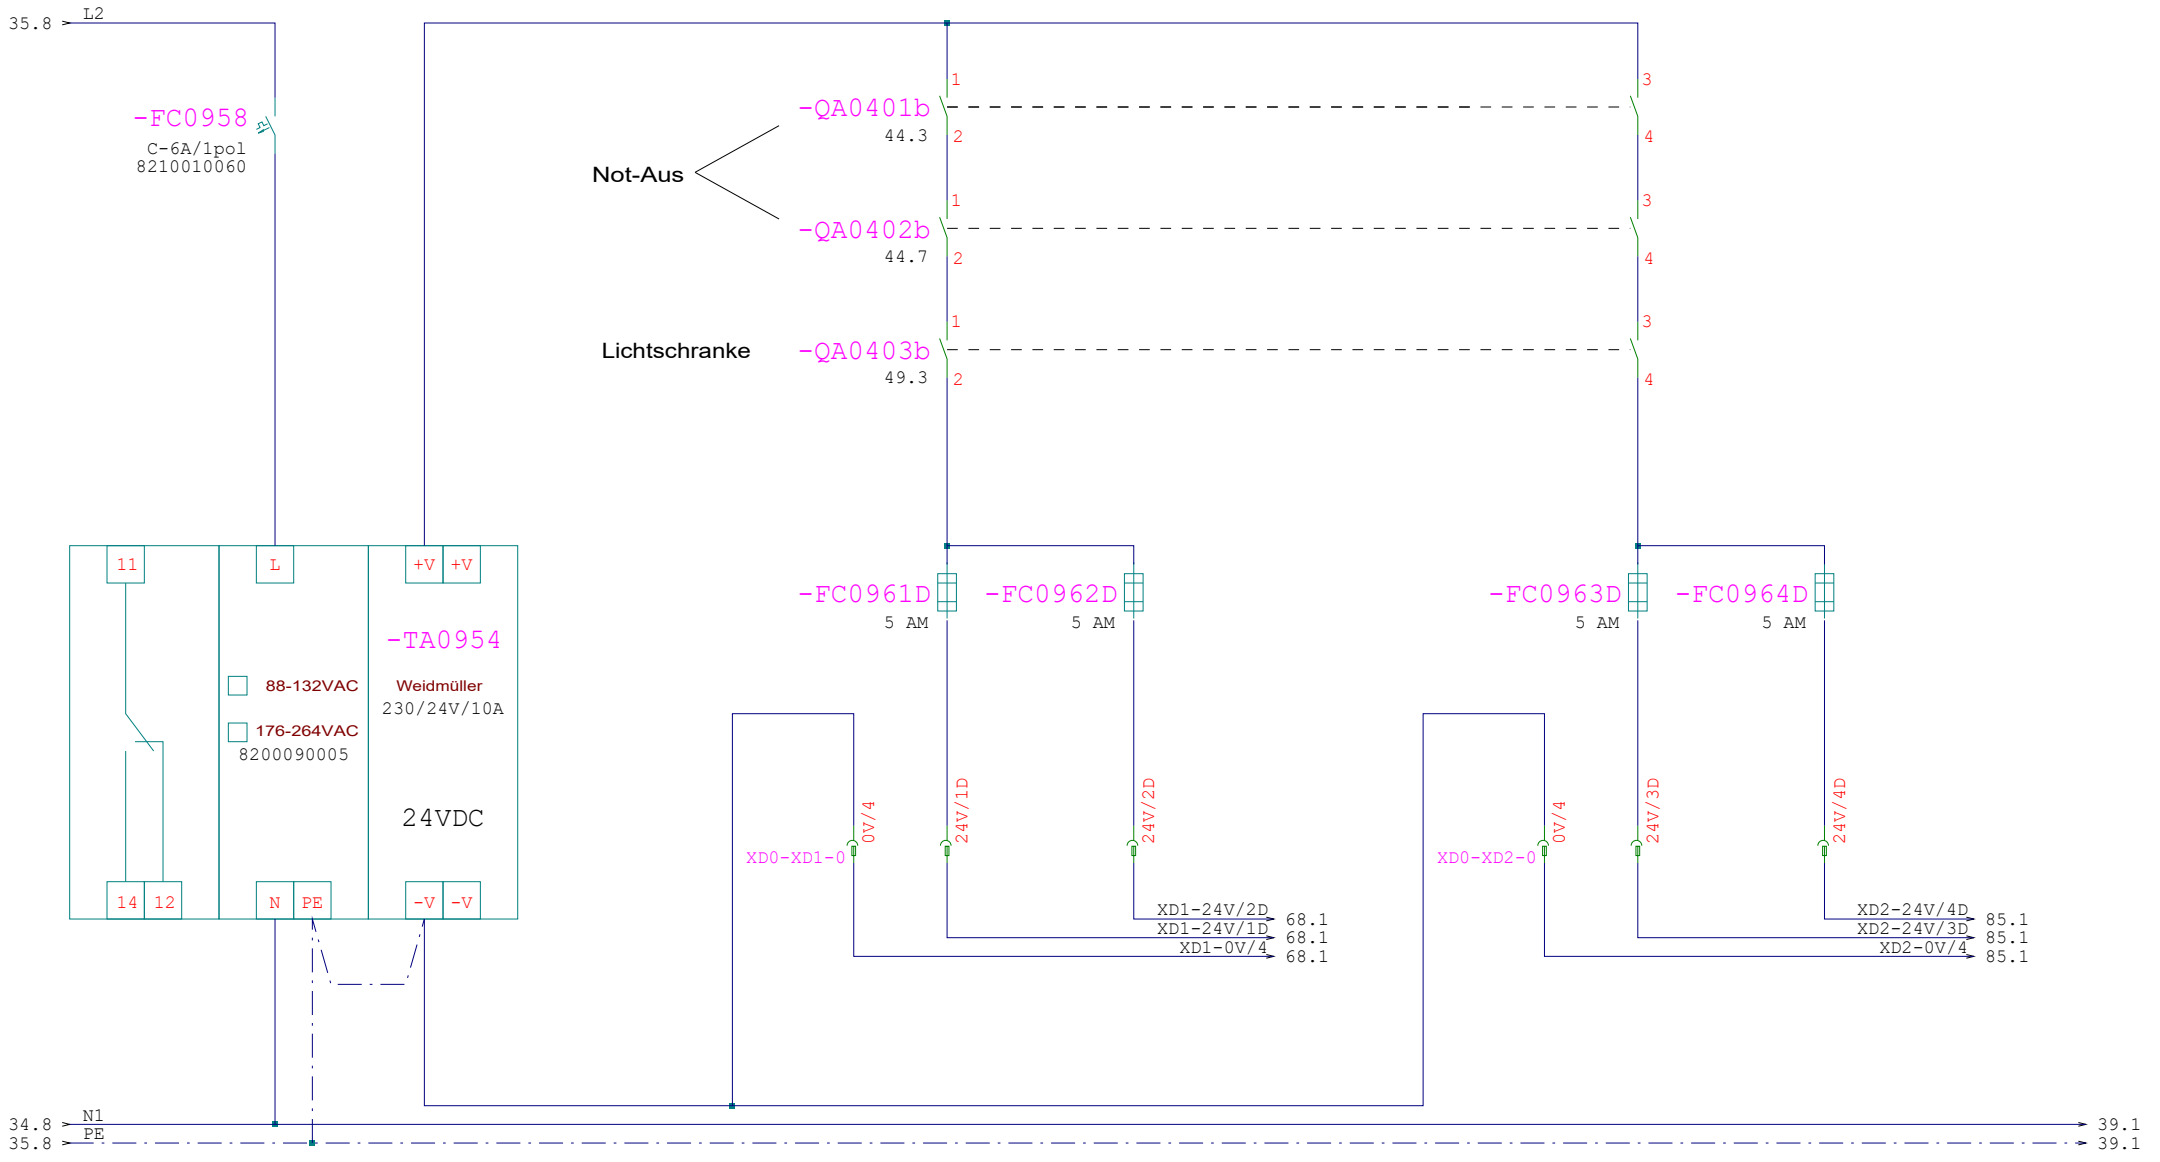 35.8 L2
1
3
-FC0958
C-6A/1pol
8210010060
-QA0401b
44.3
2
4
Not-Aus
1
3
-QA0402b
44.7
2
4
1
3
Lichtschranke
-QA0403b
49.3
2
4
11
L
+V
+V
-FC0961D
5 AM
-FC0962D
5 AM
-FC0963D
5 AM
-FC0964D
5 AM
-TA0954
88-132VAC
Weidmüller
230/24V/10A
176-264VAC
8200090005
24VDC
0V/4
24V/1D
24V/2D
0V/4
24V/3D
24V/4D
XD0-XD1-0
XD0-XD2-0
14
12
N
PE
-V
-V
XD1-24V/2D 68.1
XD1-24V/1D 68.1
XD1-0V/4 68.1
XD2-24V/4D 85.1
XD2-24V/3D 85.1
XD2-0V/4 85.1
34.8 N1 39.1
35.8 PE 39.1